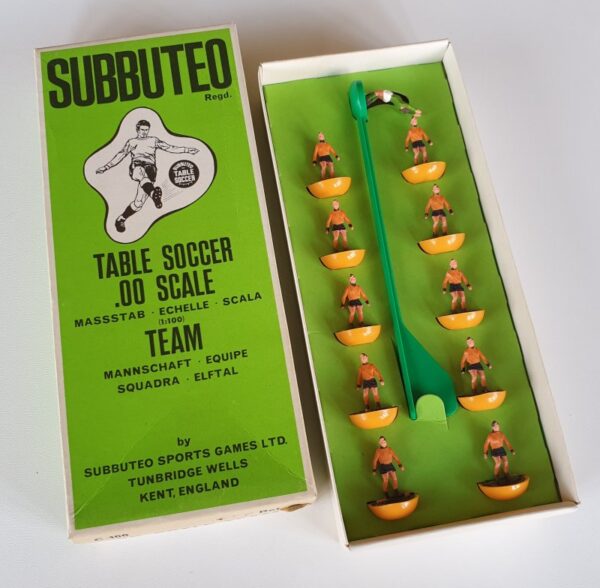 SUBBUTEO
Regd.
SUBBUTEO
TABLE
SOCCER
TABLE SOCCER
.00 SCALE
MASSSTAB · ECHELLE · SCALA
(1:100)
TEAM
MANNSCHAFT · EQUIPE
SQUADRA · ELFTAL
by
SUBBUTEO SPORTS GAMES LTD.
TUNBRIDGE WELLS
KENT, ENGLAND